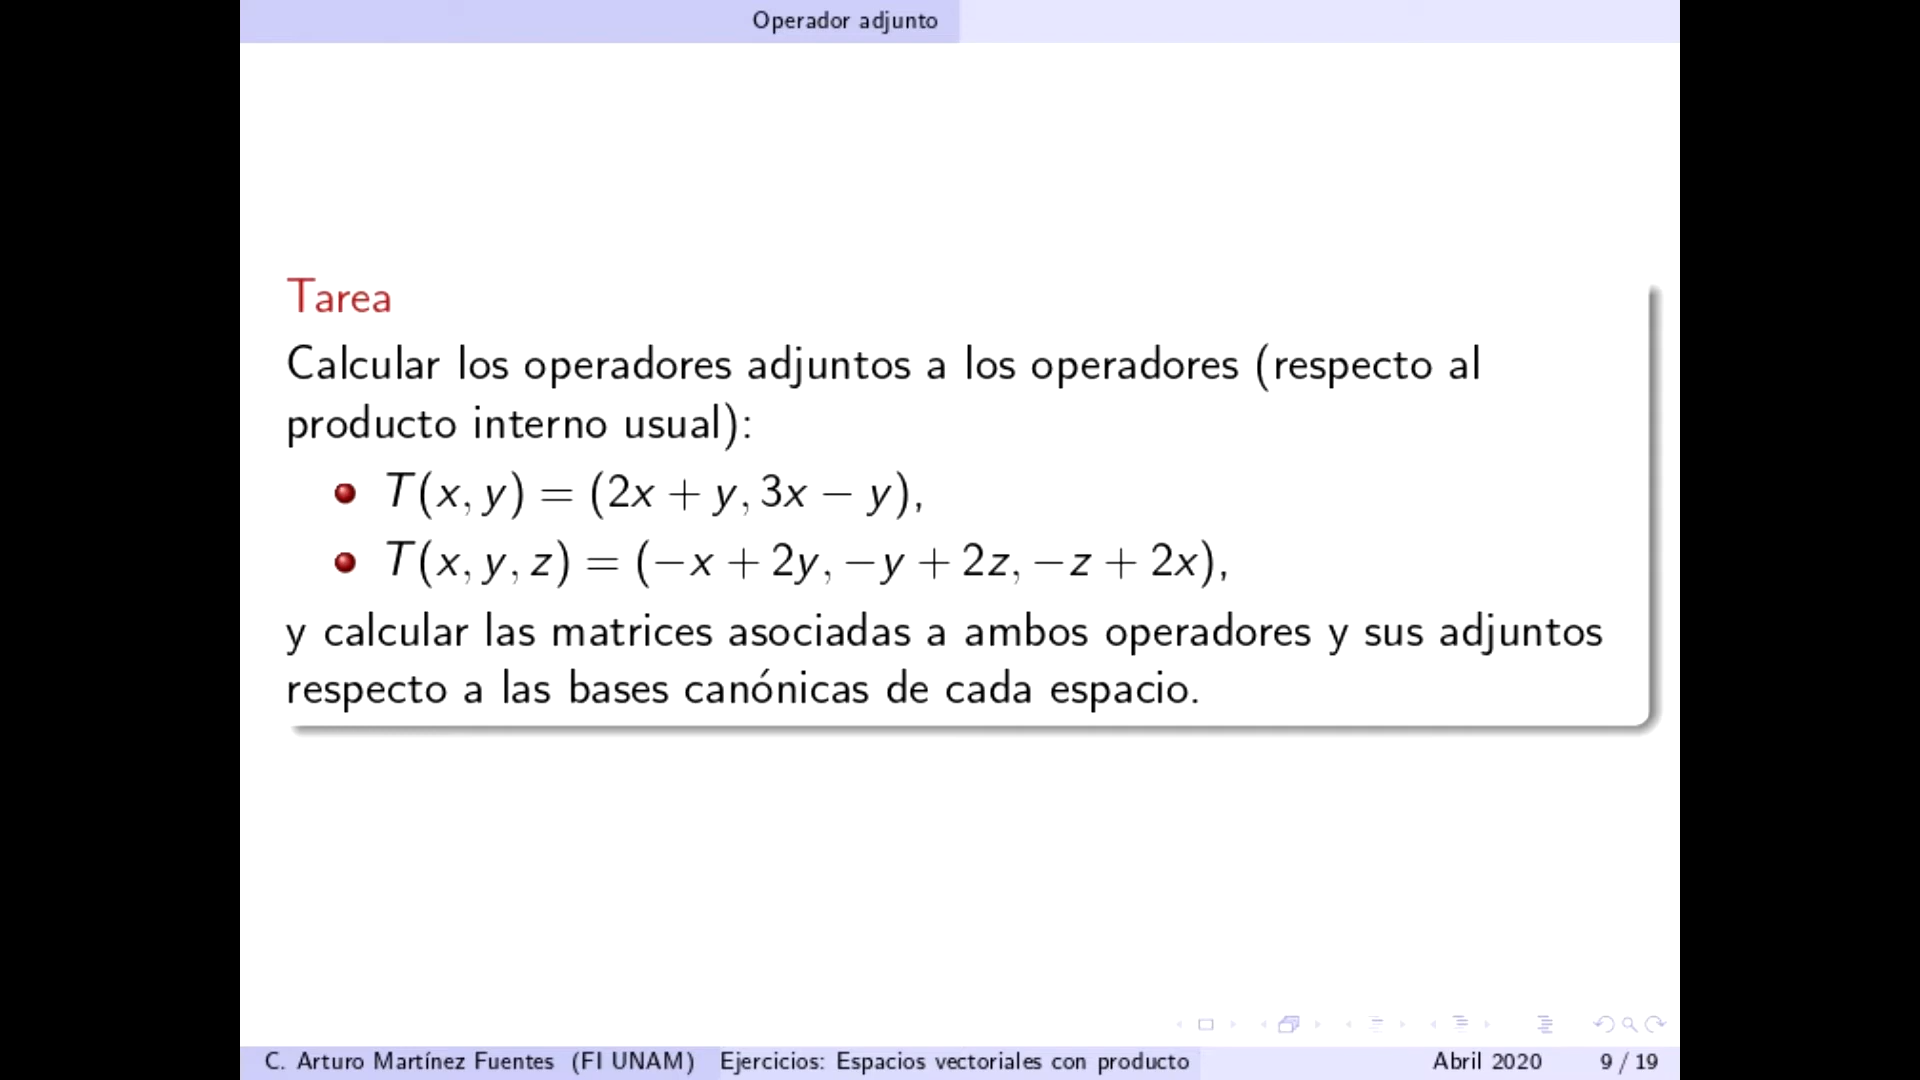 Operador adjunto
Tarea
Calcular los operadores adjuntos a los operadores (respecto al
producto interno usual):
T(x, y) = (2x + y, 3x − y),
T(x, y, z) = (−x + 2y, −y + 2z, −z + 2x),
y calcular las matrices asociadas a ambos operadores y sus adjuntos
respecto a las bases canónicas de cada espacio.
C. Arturo Martínez Fuentes (FI UNAM) Ejercicios: Espacios vectoriales con producto Abril 2020 9 / 19